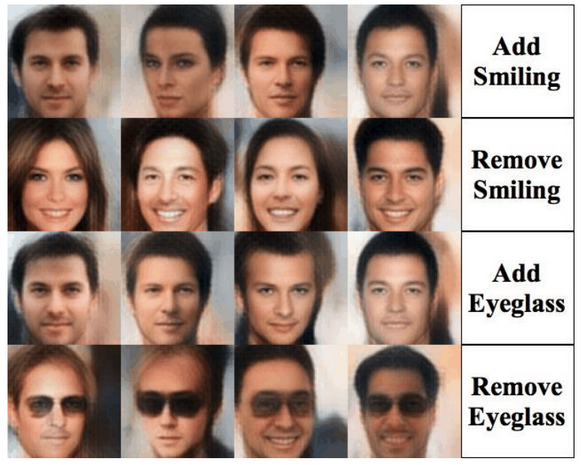 Add
Smiling
Remove
Smiling
Add
Eyeglass
Remove
Eyeglass